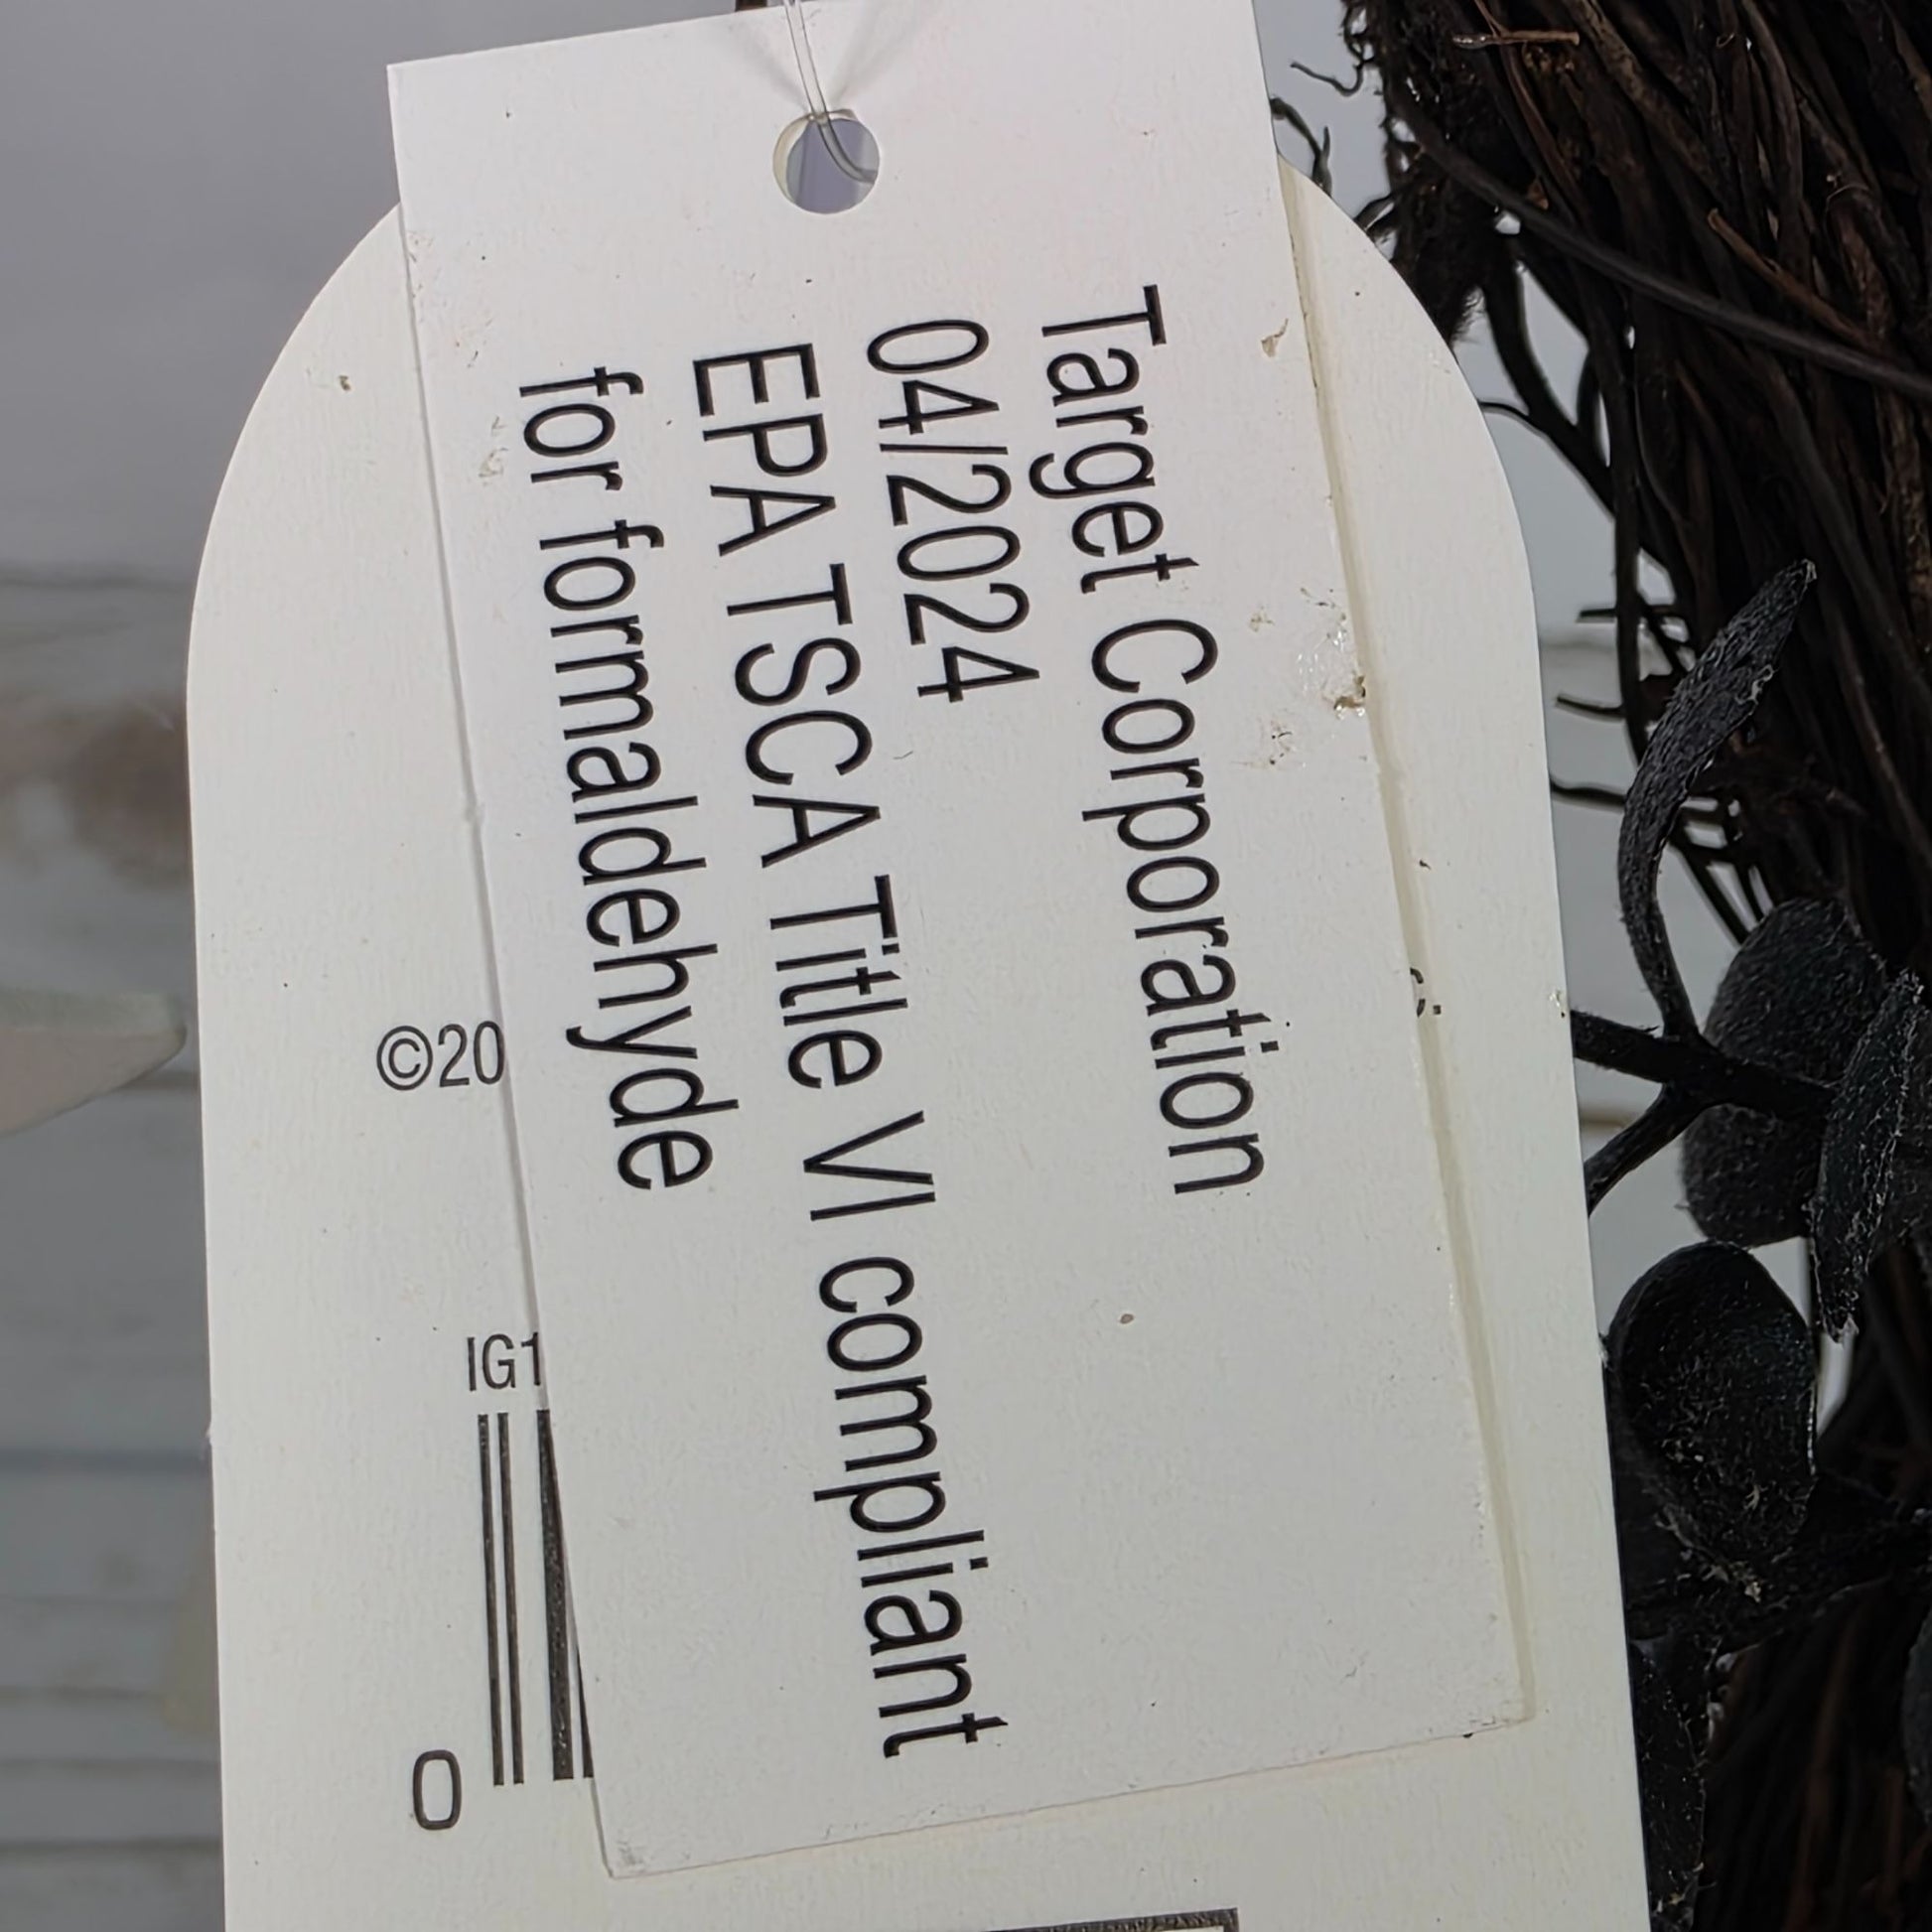 Target Corporation
04/2024
EPA TSCA Title VI compliant
for formaldehyde
©20
IG1
0